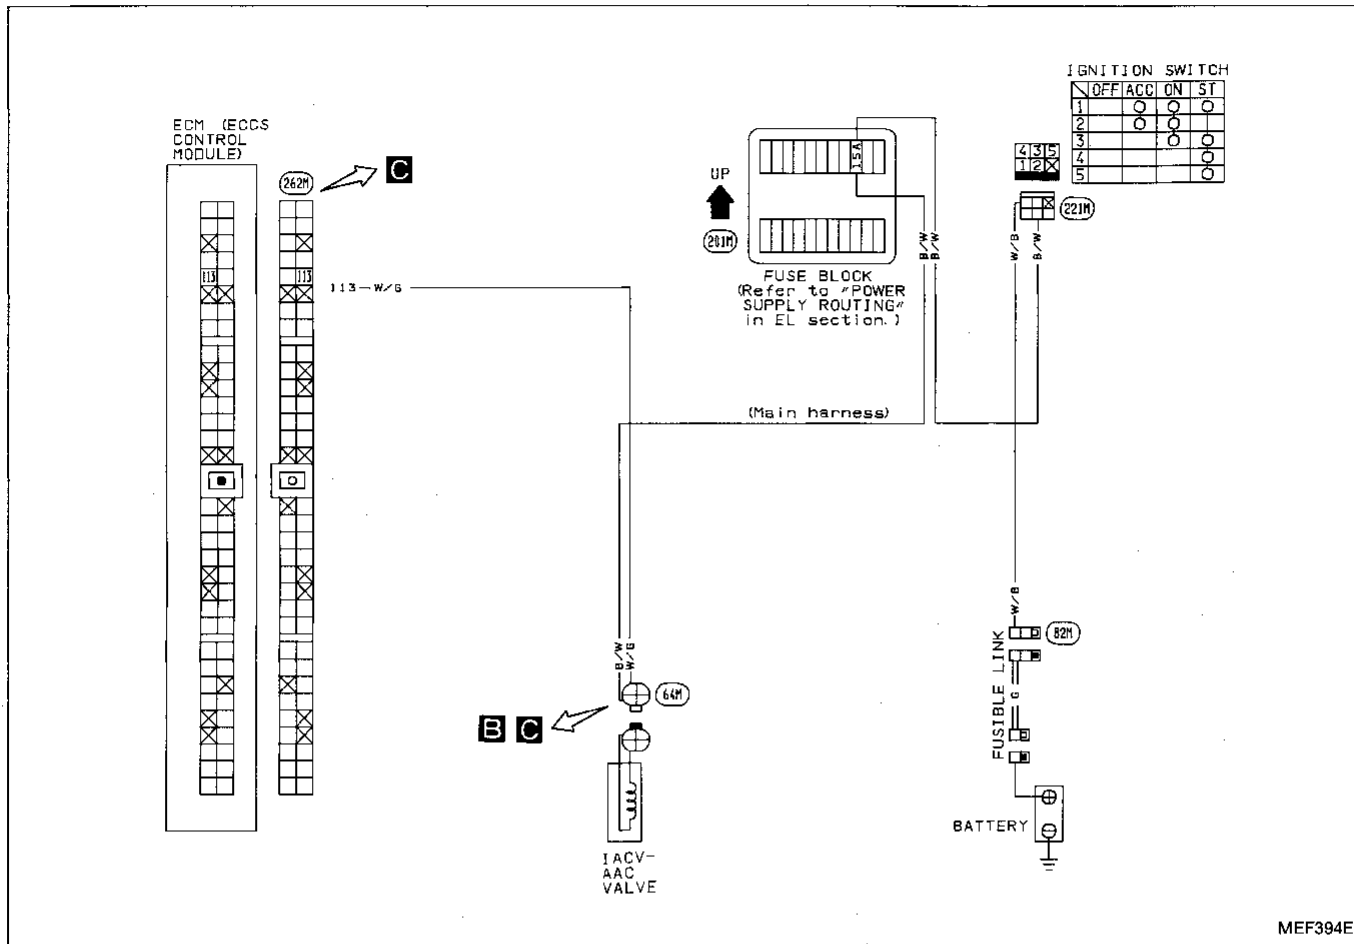 IGNITION SWITCH
OFF ACC ON ST
1
2
3
4
5
4 3 5
1 2
221M
ECM (ECCS
CONTROL
MODULE)
262M
C
15A
UP
201M
FUSE BLOCK
(Refer to "POWER
SUPPLY ROUTING"
in EL section.)
B/W
B/W
W/B
B/W
113
113
113-W/G
(Main harness)
B/W
W/G
64M
B C
IACV-
AAC
VALVE
W/B
82M
FUSIBLE LINK
G
BATTERY
MEF394E